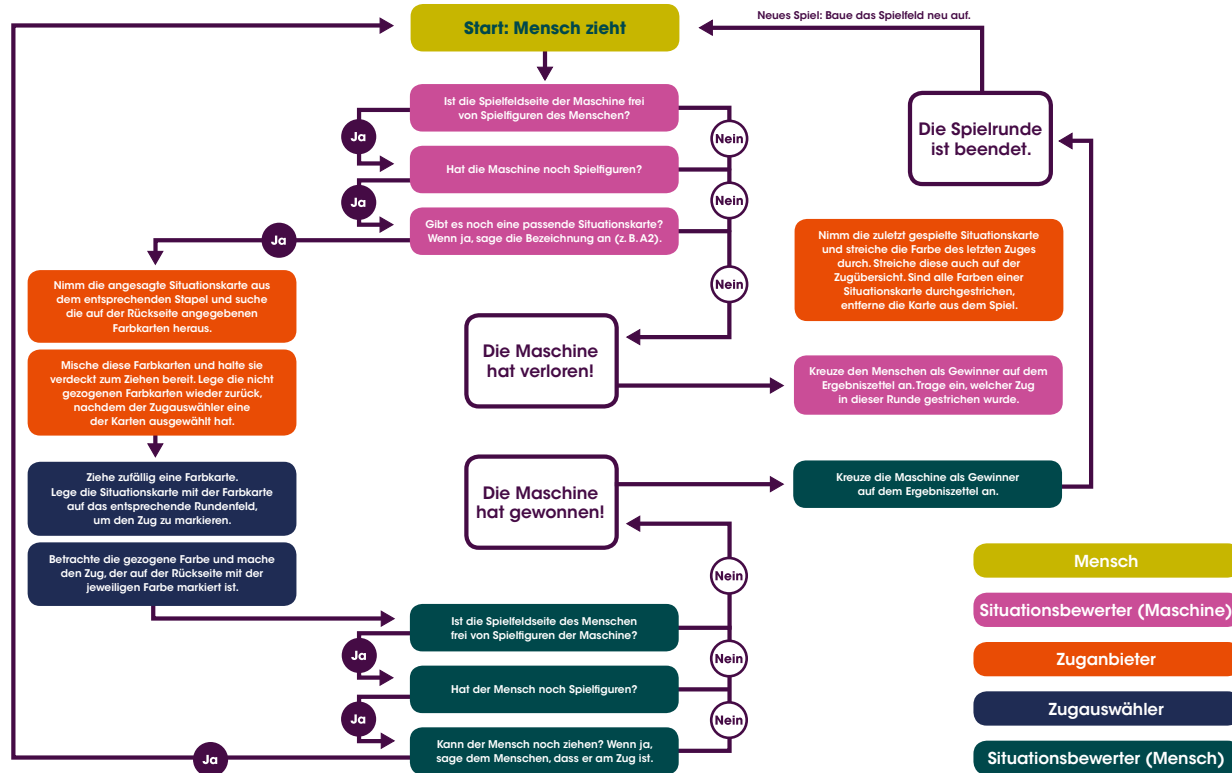 Neues Spiel: Baue das Spielfeld neu auf.
Start: Mensch zieht
Ist die Spielfeldseite der Maschine frei
von Spielfiguren des Menschen?
Ja
Nein
Hat die Maschine noch Spielfiguren?
Ja
Nein
Gibt es noch eine passende Situationskarte?
Wenn ja, sage die Bezeichnung an (z. B. A2).
Ja
Nein
Die Spielrunde
ist beendet.
Nimm die angesagte Situationskarte aus
dem entsprechenden Stapel und suche
die auf der Rückseite angegebenen
Farbkarten heraus.
Mische diese Farbkarten und halte sie
verdeckt zum Ziehen bereit. Lege die nicht
gezogenen Farbkarten wieder zurück,
nachdem der Zugauswähler eine
der Karten ausgewählt hat.
Ziehe zufällig eine Farbkarte.
Lege die Situationskarte mit der Farbkarte
auf das entsprechende Rundenfeld,
um den Zug zu markieren.
Betrachte die gezogene Farbe und mache
den Zug, der auf der Rückseite mit der
jeweiligen Farbe markiert ist.
Nimm die zuletzt gespielte Situationskarte
und streiche die Farbe des letzten Zuges
durch. Streiche diese auch auf der
Zugübersicht. Sind alle Farben einer
Situationskarte durchgestrichen,
entferne die Karte aus dem Spiel.
Die Maschine
hat verloren!
Kreuze den Menschen als Gewinner auf dem
Ergebniszettel an. Trage ein, welcher Zug
in dieser Runde gestrichen wurde.
Die Maschine
hat gewonnen!
Kreuze die Maschine als Gewinner
auf dem Ergebniszettel an.
Ist die Spielfeldseite des Menschen
frei von Spielfiguren der Maschine?
Ja
Nein
Hat der Mensch noch Spielfiguren?
Ja
Nein
Kann der Mensch noch ziehen? Wenn ja,
sage dem Menschen, dass er am Zug ist.
Ja
Nein
Mensch
Situationsbewerter (Maschine)
Zuganbieter
Zugauswähler
Situationsbewerter (Mensch)